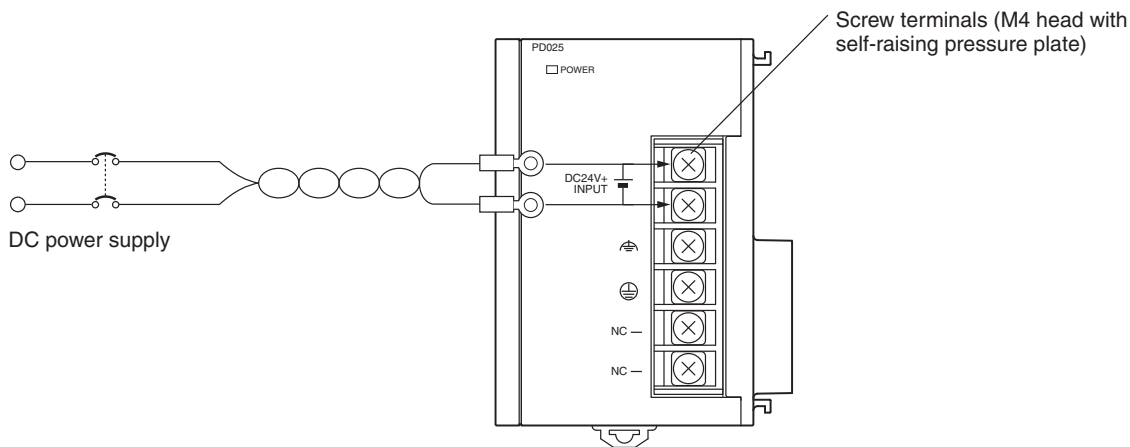 Screw terminals (M4 head with
self-raising pressure plate)
PD025
POWER
DC24V+
INPUT
DC power supply
NC
NC